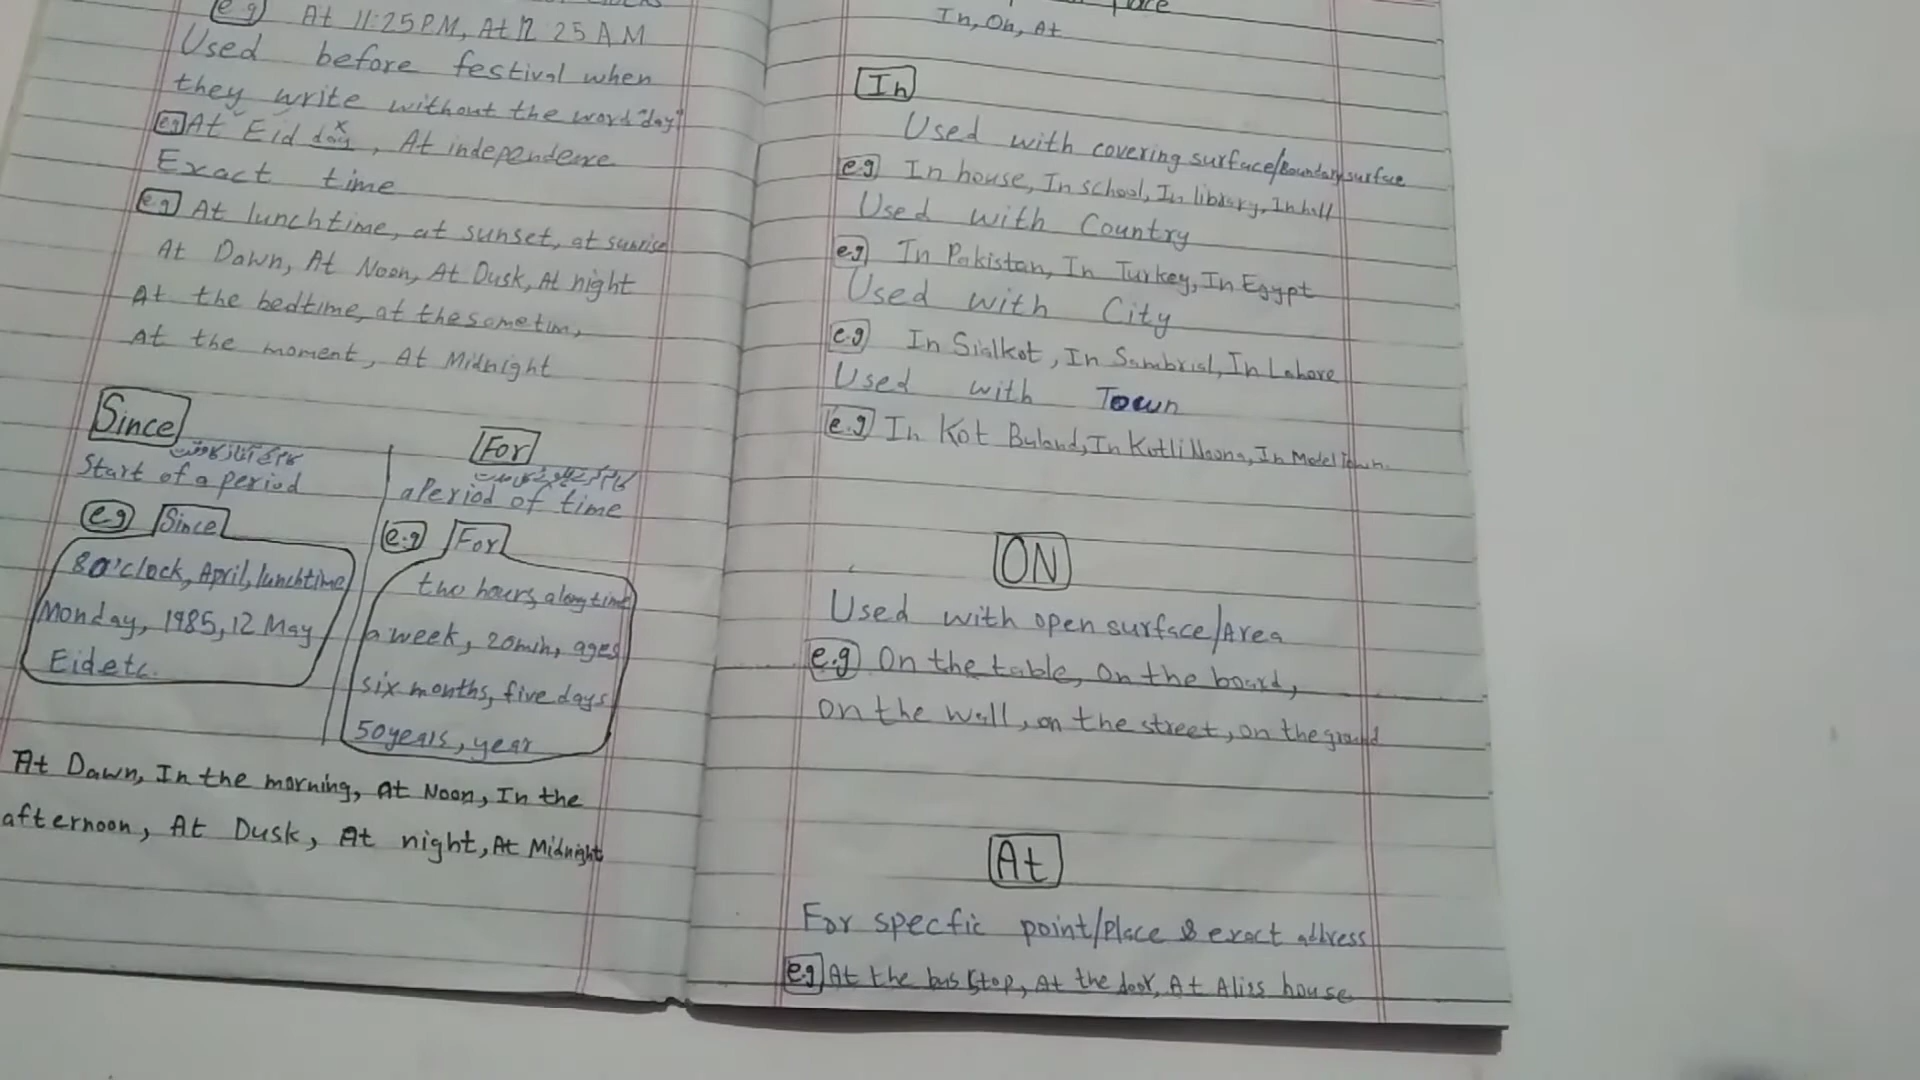 e.g At 11:25 PM, At 12 25 AM
Used before festival when
they write without the word "day"
e.g At Eid day x, At independence
Exact time
e.g At lunchtime, at sunset, at sunrise
At Dawn, At Noon, At Dusk, At night
At the bedtime, at the sametim,
At the moment, At Midnight
Since
Start of a period
e.g Since
8 o'clock, April, lunchtime
Monday, 1985, 12 May
Eid etc.
For
a Period of time
e.g For
two hours, a long time
a week, 20min, ages
six months, five days
50 years, year
At Dawn, In the morning, at Noon, In the
afternoon, At Dusk, At night, At Midnight
In, On, At
In
Used with covering surface/Boundary surface
e.g In house, In school, In library, In hall
Used with Country
e.g In Pakistan, In Turkey, In Egypt
Used with City
e.g In Sialkot, In Sambrial, In Lahore
Used with Town
e.g In Kot Buland, In Kotli Noona, In Model Town.
ON
Used with open surface/Area
e.g On the table, On the board,
on the wall, on the street, on the ground
At
For specfic point/Place & exact address
e.g At the bus stop, At the door, At Aliss house